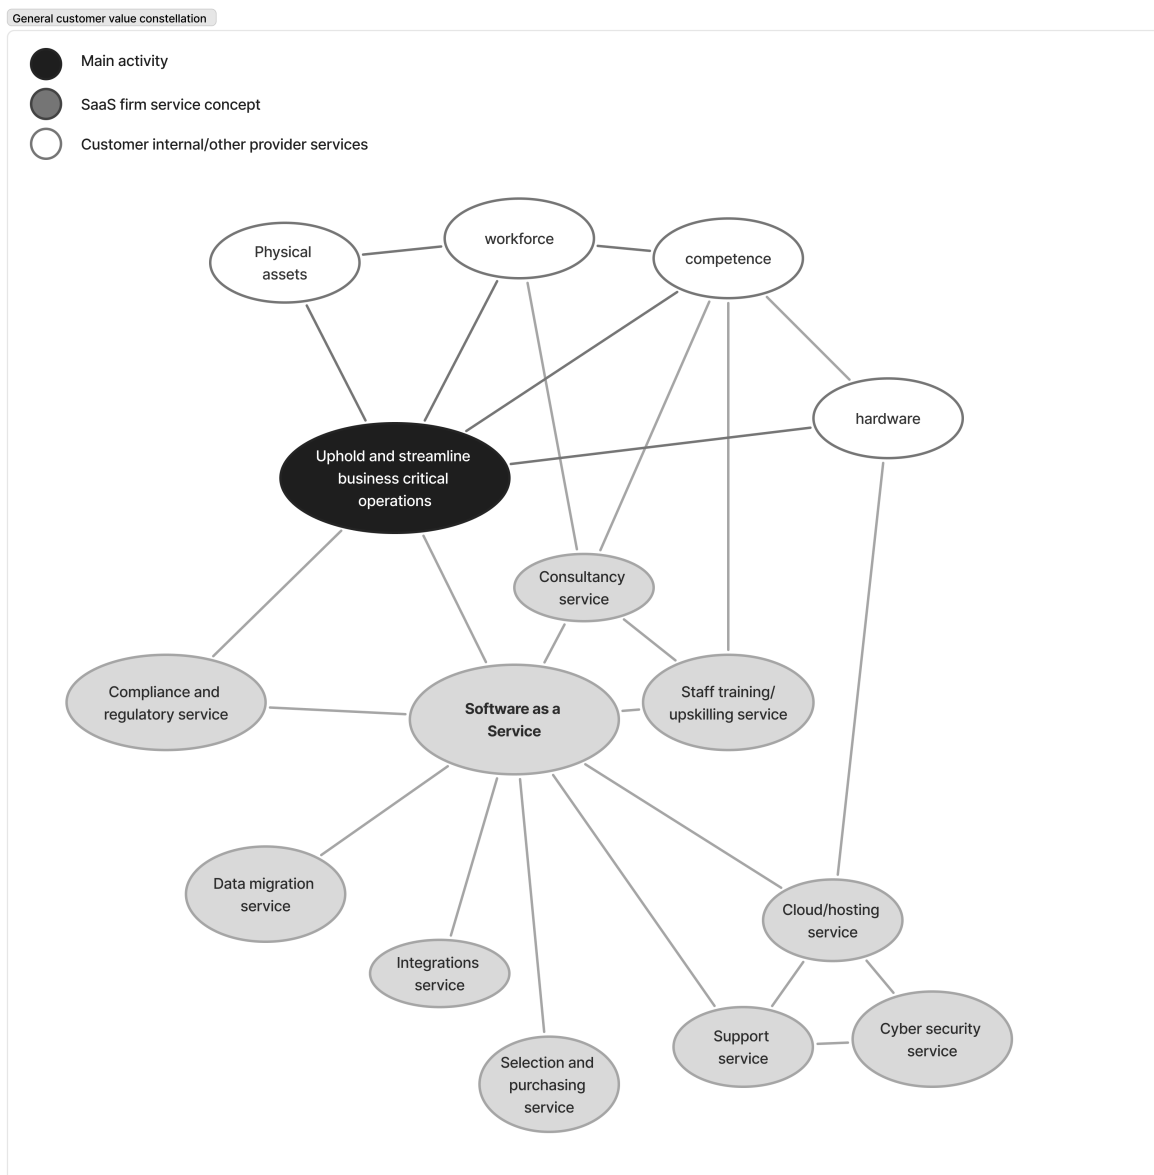 General customer value constellation
Main activity
SaaS firm service concept
Customer internal/other provider services
Physical
assets
workforce
competence
hardware
Uphold and streamline
business critical
operations
Consultancy
service
Compliance and
regulatory service
Software as a
Service
Staff training/
upskilling service
Data migration
service
Integrations
service
Selection and
purchasing
service
Cloud/hosting
service
Support
service
Cyber security
service